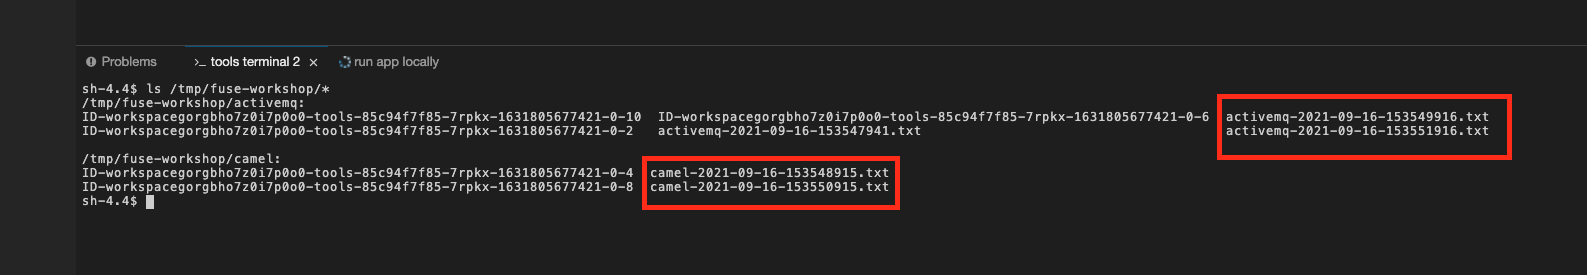 Problems >_ tools terminal 2 × run app locally
sh-4.4$ ls /tmp/fuse-workshop/*
/tmp/fuse-workshop/activemq:
ID-workspacegorgbho7z0i7p0o0-tools-85c94f7f85-7rpkx-1631805677421-0-10  ID-workspacegorgbho7z0i7p0o0-tools-85c94f7f85-7rpkx-1631805677421-0-6  activemq-2021-09-16-153549916.txt
ID-workspacegorgbho7z0i7p0o0-tools-85c94f7f85-7rpkx-1631805677421-0-2   activemq-2021-09-16-153547941.txt  activemq-2021-09-16-153551916.txt
/tmp/fuse-workshop/camel:
ID-workspacegorgbho7z0i7p0o0-tools-85c94f7f85-7rpkx-1631805677421-0-4  camel-2021-09-16-153548915.txt
ID-workspacegorgbho7z0i7p0o0-tools-85c94f7f85-7rpkx-1631805677421-0-8  camel-2021-09-16-153550915.txt
sh-4.4$